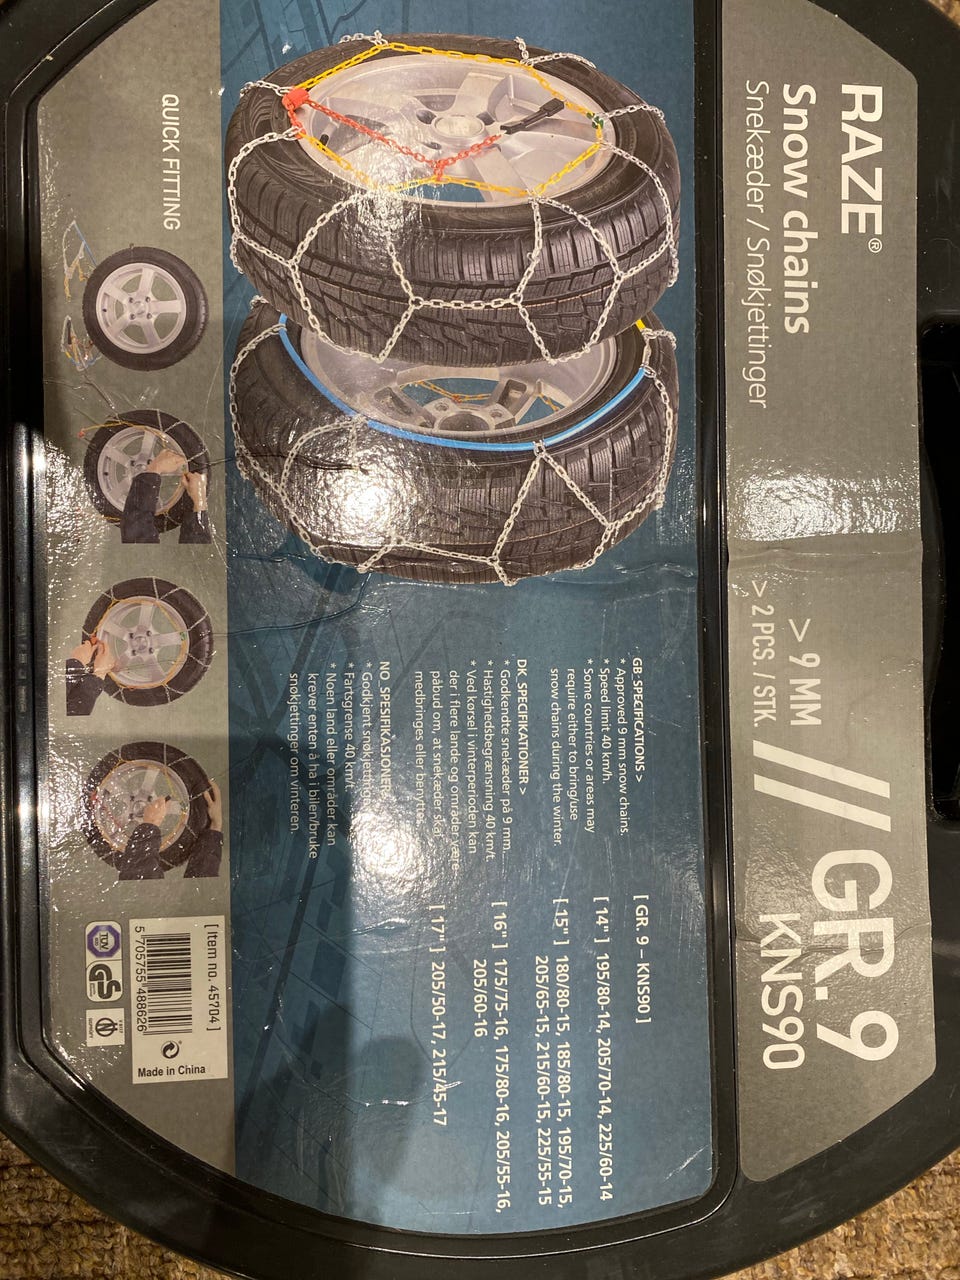 RAZE®
Snow chains
Snekæder / Snøkjettinger
> 9 MM
> 2 PCS. / STK.
// GR.9
KNS90
GB SPECIFICATIONS >
* Approved 9 mm snow chains.
* Speed limit 40 km/h.
* Some countries or areas may
require either to bring/use
snow chains during the winter.
DK SPECIFIKATIONER >
* Godkendte snekæder på 9 mm.
* Hastighedsbegrænsning 40 km/t.
* Ved kørsel i vinterperioden kan
der i flere lande og områder være
påbud om, at snekæder skal
medbringes eller benyttes.
NO SPESIFIKASJONER
* Godkjent snøkjetting
* Fartsgrense 40 km/t.
* Noen land eller områder kan
krever enten å ha i bilen/bruke
snøkjettinger om vinteren.
[ GR. 9 – KNS90 ]
[ 14" ] 195/80-14, 205/70-14, 225/60-14
[ 15" ] 180/80-15, 185/80-15, 195/70-15,
205/65-15, 215/60-15, 225/55-15
[ 16" ] 175/75-16, 175/80-16, 205/55-16,
205/60-16
[ 17" ] 205/50-17, 215/45-17
QUICK FITTING
[ Item no. 45704 ]
5 705755 488626
Made in China
TÜV
GS